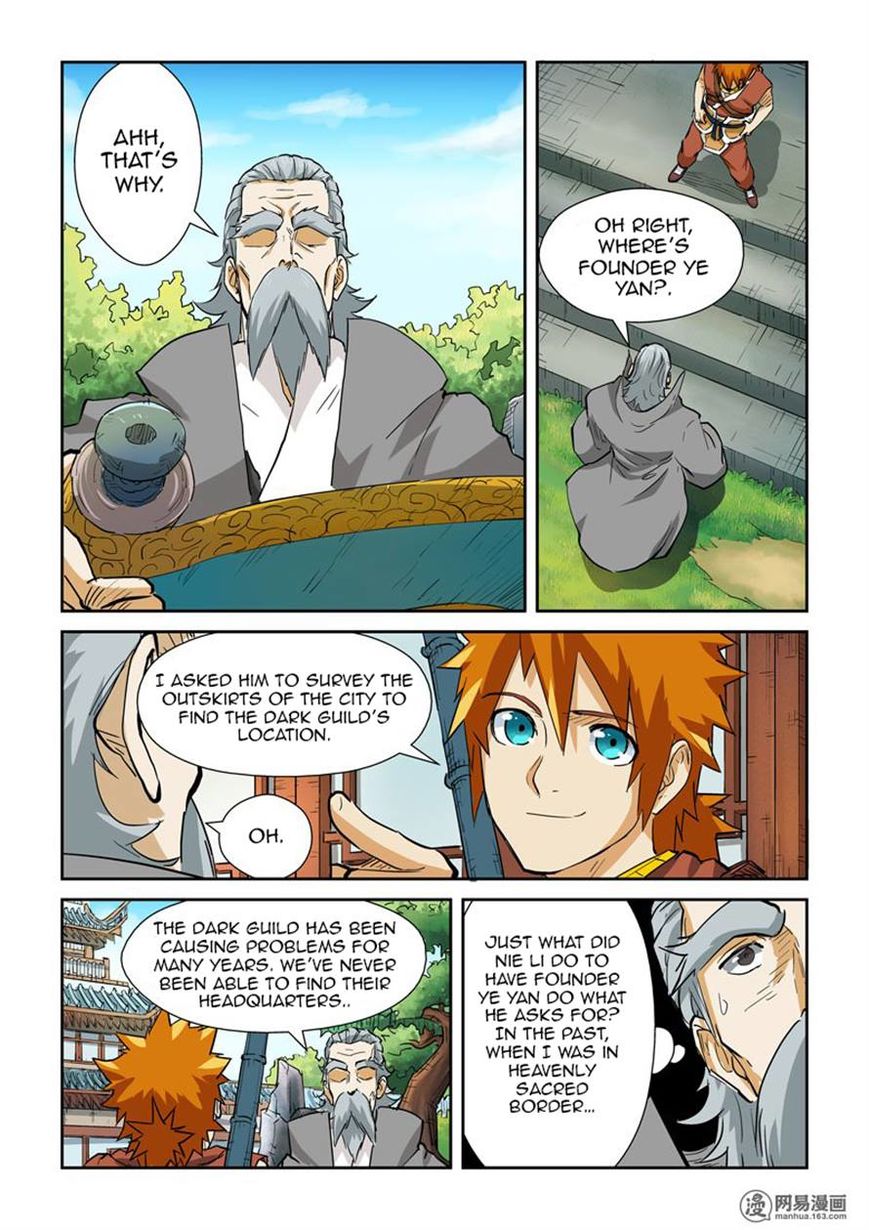 AHH,
THAT'S
WHY.
OH RIGHT,
WHERE'S
FOUNDER YE
YAN?.
I ASKED HIM TO SURVEY THE
OUTSKIRTS OF THE CITY TO
FIND THE DARK GUILD'S
LOCATION.
OH.
THE DARK GUILD HAS BEEN
CAUSING PROBLEMS FOR
MANY YEARS. WE'VE NEVER
BEEN ABLE TO FIND THEIR
HEADQUARTERS..
JUST WHAT DID
NIE LI DO TO
HAVE FOUNDER
YE YAN DO WHAT
HE ASKS FOR?
IN THE PAST,
WHEN I WAS IN
HEAVENLY
SACRED
BORDER...
漫 网易漫画
manhua.163.com